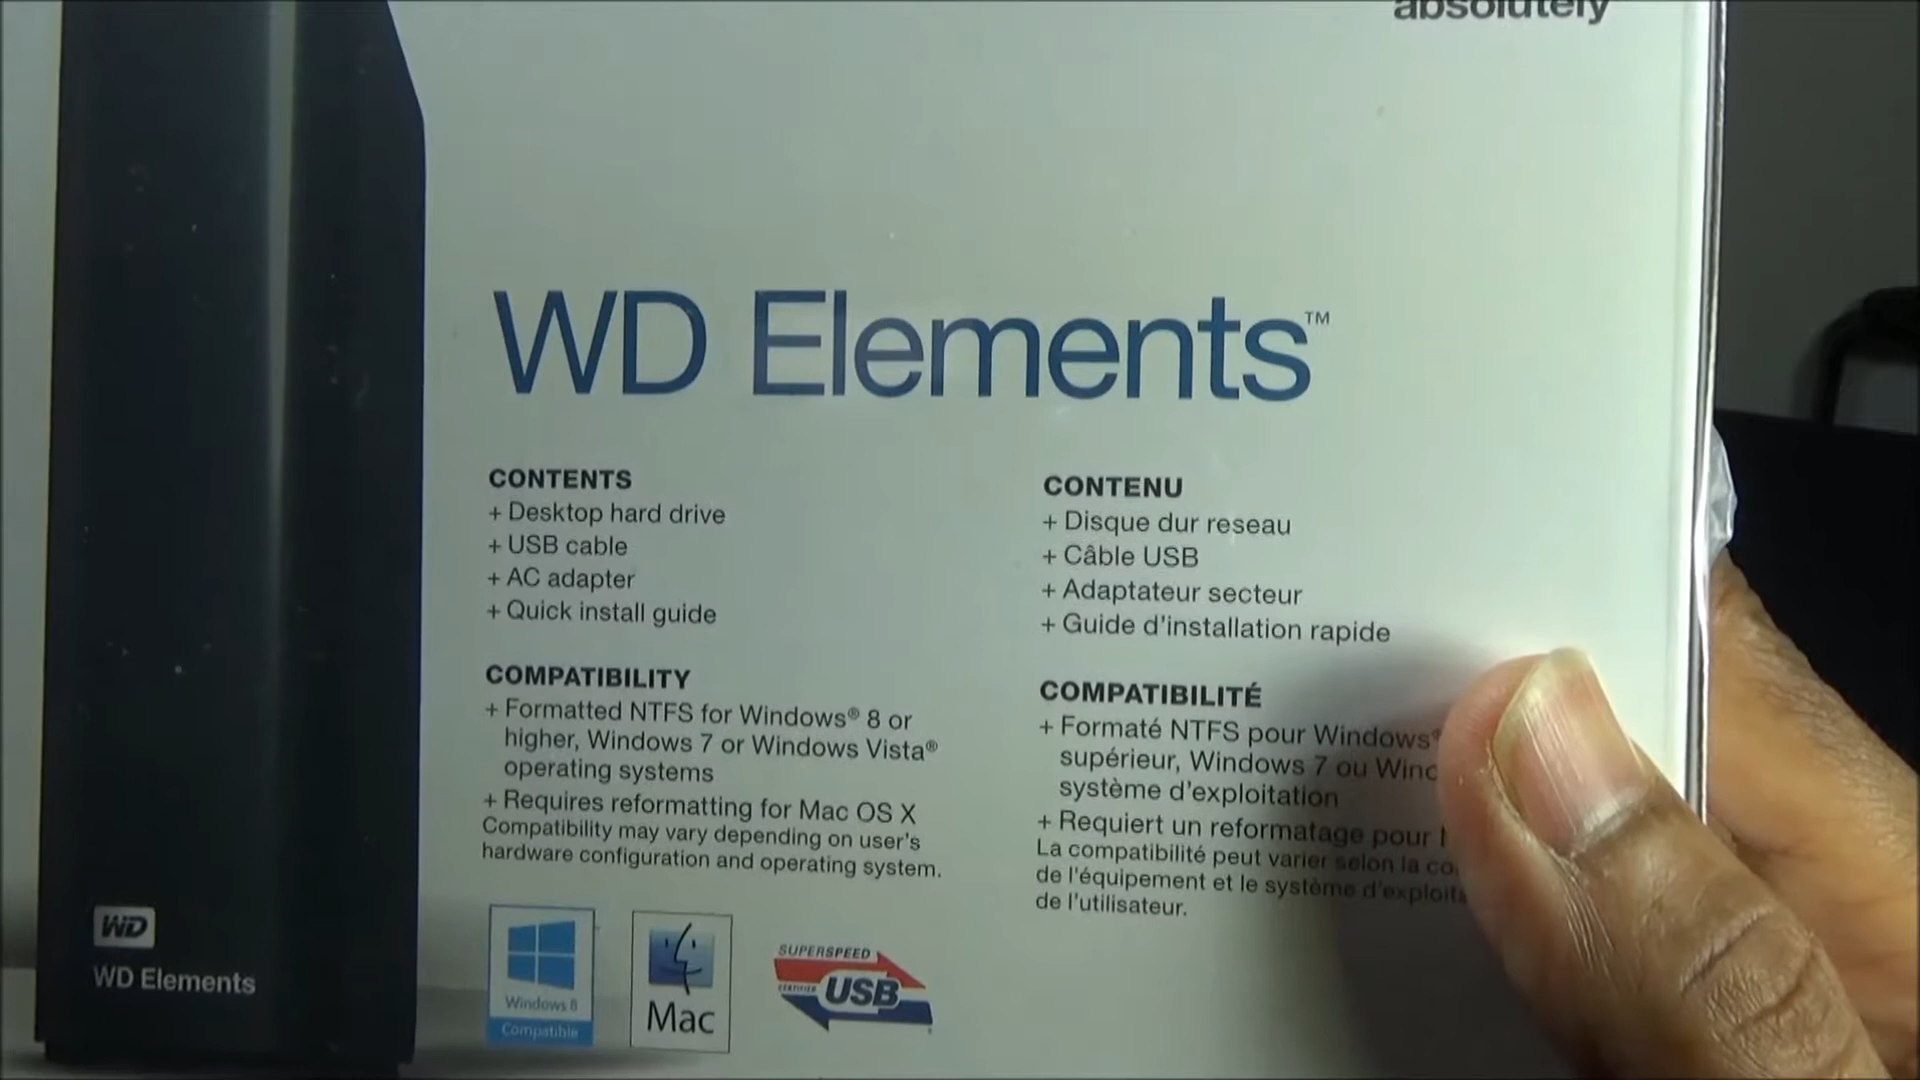 absolutely
WD Elements™
CONTENTS
+ Desktop hard drive
+ USB cable
+ AC adapter
+ Quick install guide
COMPATIBILITY
+ Formatted NTFS for Windows® 8 or
higher, Windows 7 or Windows Vista®
operating systems
+ Requires reformatting for Mac OS X
Compatibility may vary depending on user's
hardware configuration and operating system.
CONTENU
+ Disque dur reseau
+ Câble USB
+ Adaptateur secteur
+ Guide d'installation rapide
COMPATIBILITÉ
+ Formaté NTFS pour Windows®
supérieur, Windows 7 ou
système d'exploitation
+ Requiert un reformatage pour
La compatibilité peut varier selon la
de l'équipement et le système
de l'utilisateur.
WD
WD Elements
Windows 8
Compatible
Mac
SUPERSPEED
CERTIFIED
USB